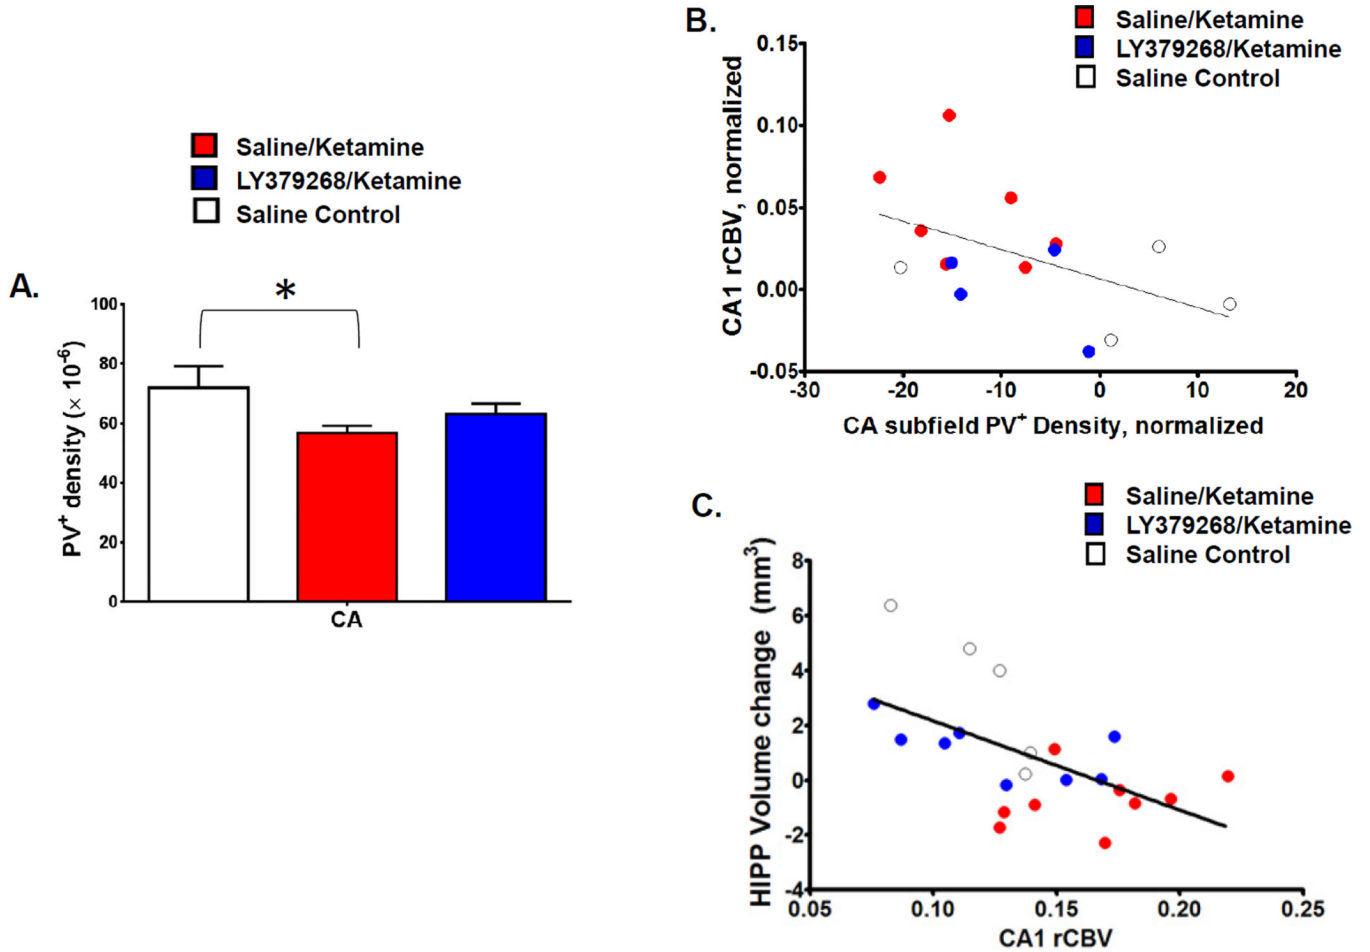 A.
Saline/Ketamine
LY379268/Ketamine
Saline Control
*
100
80
60
40
20
0
PV⁺ density (× 10⁻⁶)
CA
B.
Saline/Ketamine
LY379268/Ketamine
Saline Control
0.15
0.10
0.05
0.00
-0.05
CA1 rCBV, normalized
-30 -20 -10 0 10 20
CA subfield PV⁺ Density, normalized
C.
Saline/Ketamine
LY379268/Ketamine
Saline Control
8
6
4
2
0
-2
-4
HIPP Volume change (mm³)
0.05 0.10 0.15 0.20 0.25
CA1 rCBV